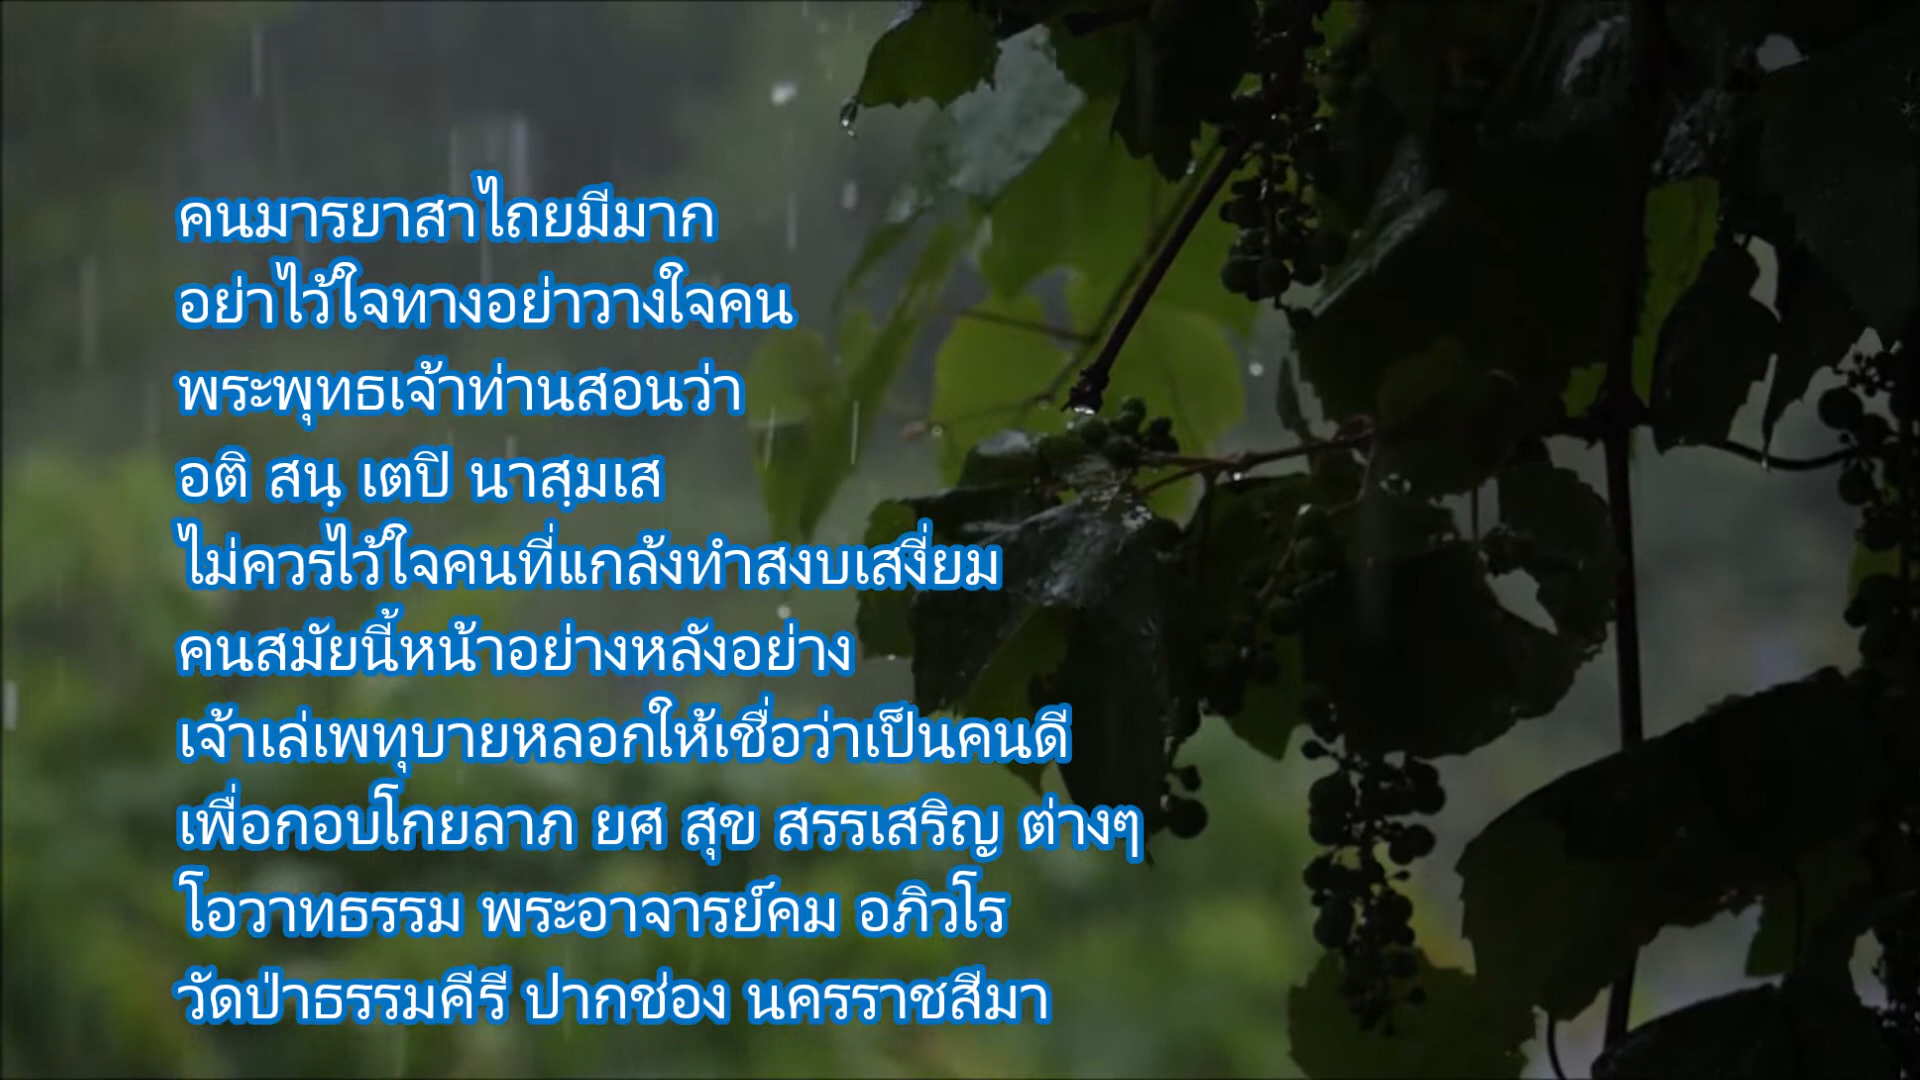 คนมารยาสาไถยมีมาก
อย่าไว้ใจทางอย่าวางใจคน
พระพุทธเจ้าท่านสอนว่า
อติ สนฺ เตปิ นาสฺมเส
ไม่ควรไว้ใจคนที่แกล้งทำสงบเสงี่ยม
คนสมัยนี้หน้าอย่างหลังอย่าง
เจ้าเล่เพทุบายหลอกให้เชื่อว่าเป็นคนดี
เพื่อกอบโกยลาภ ยศ สุข สรรเสริญ ต่างๆ
โอวาทธรรม พระอาจารย์คม อภิวโร
วัดป่าธรรมคีรี ปากช่อง นครราชสีมา